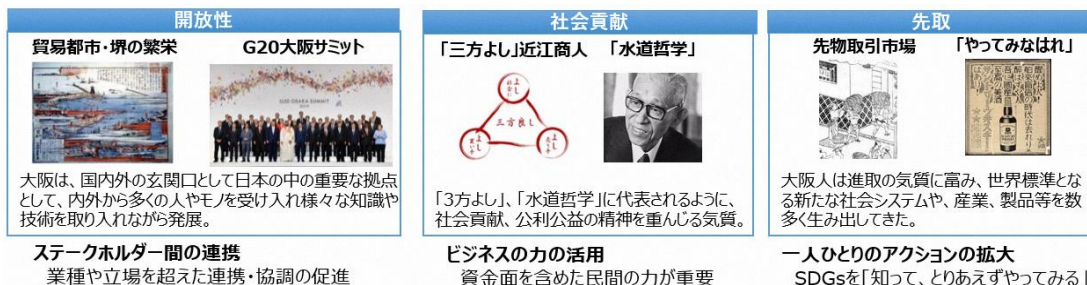 開放性
貿易都市・堺の繁栄
G20大阪サミット
大阪は、国内外の玄関口として日本の中の重要な拠点
として、内外から多くの人やモノを受け入れ様々な知識や
技術を取り入れながら発展。
ステークホルダー間の連携
業種や立場を超えた連携・協調の促進
社会貢献
「三方よし」近江商人
「水道哲学」
三方良し
「3方よし」、「水道哲学」に代表されるように、
社会貢献、公利公益の精神を重んじる気質。
ビジネスの力の活用
資金面を含めた民間の力が重要
先取
先物取引市場
「やってみなはれ」
大阪人は進取の気質に富み、世界標準とな
る新たな社会システムや、産業、製品等を数
多く生み出してきた。
一人ひとりのアクションの拡大
SDGsを「知って、とりあえずやってみる」